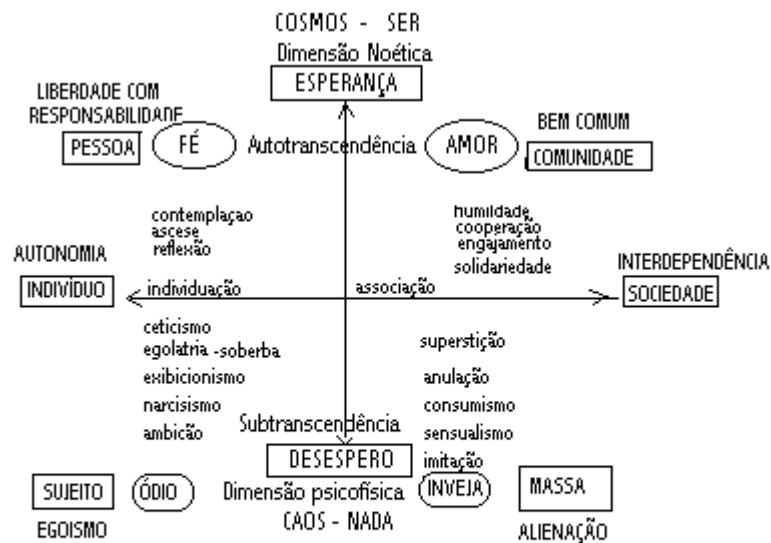 COSMOS - SER
Dimensão Noética
ESPERANÇA
LIBERDADE COM
RESPONSABILIDADE
PESSOA
FÉ
Autotranscendência
AMOR
BEM COMUM
COMUNIDADE
contemplaçao
ascese
reflexão
humildade
cooperação
engajamento
solidariedade
AUTONOMIA
INDIVÍDUO
individuação
associação
INTERDEPENDÊNCIA
SOCIEDADE
ceticismo
egolatria -soberba
exibicionismo
narcisismo
ambicão
superstição
anulação
consumismo
sensualismo
imitação
Subtranscendência
DESESPERO
Dimensão psicofísica
CAOS - NADA
SUJEITO
ÓDIO
EGOISMO
INVEJA
MASSA
ALIENAÇÃO